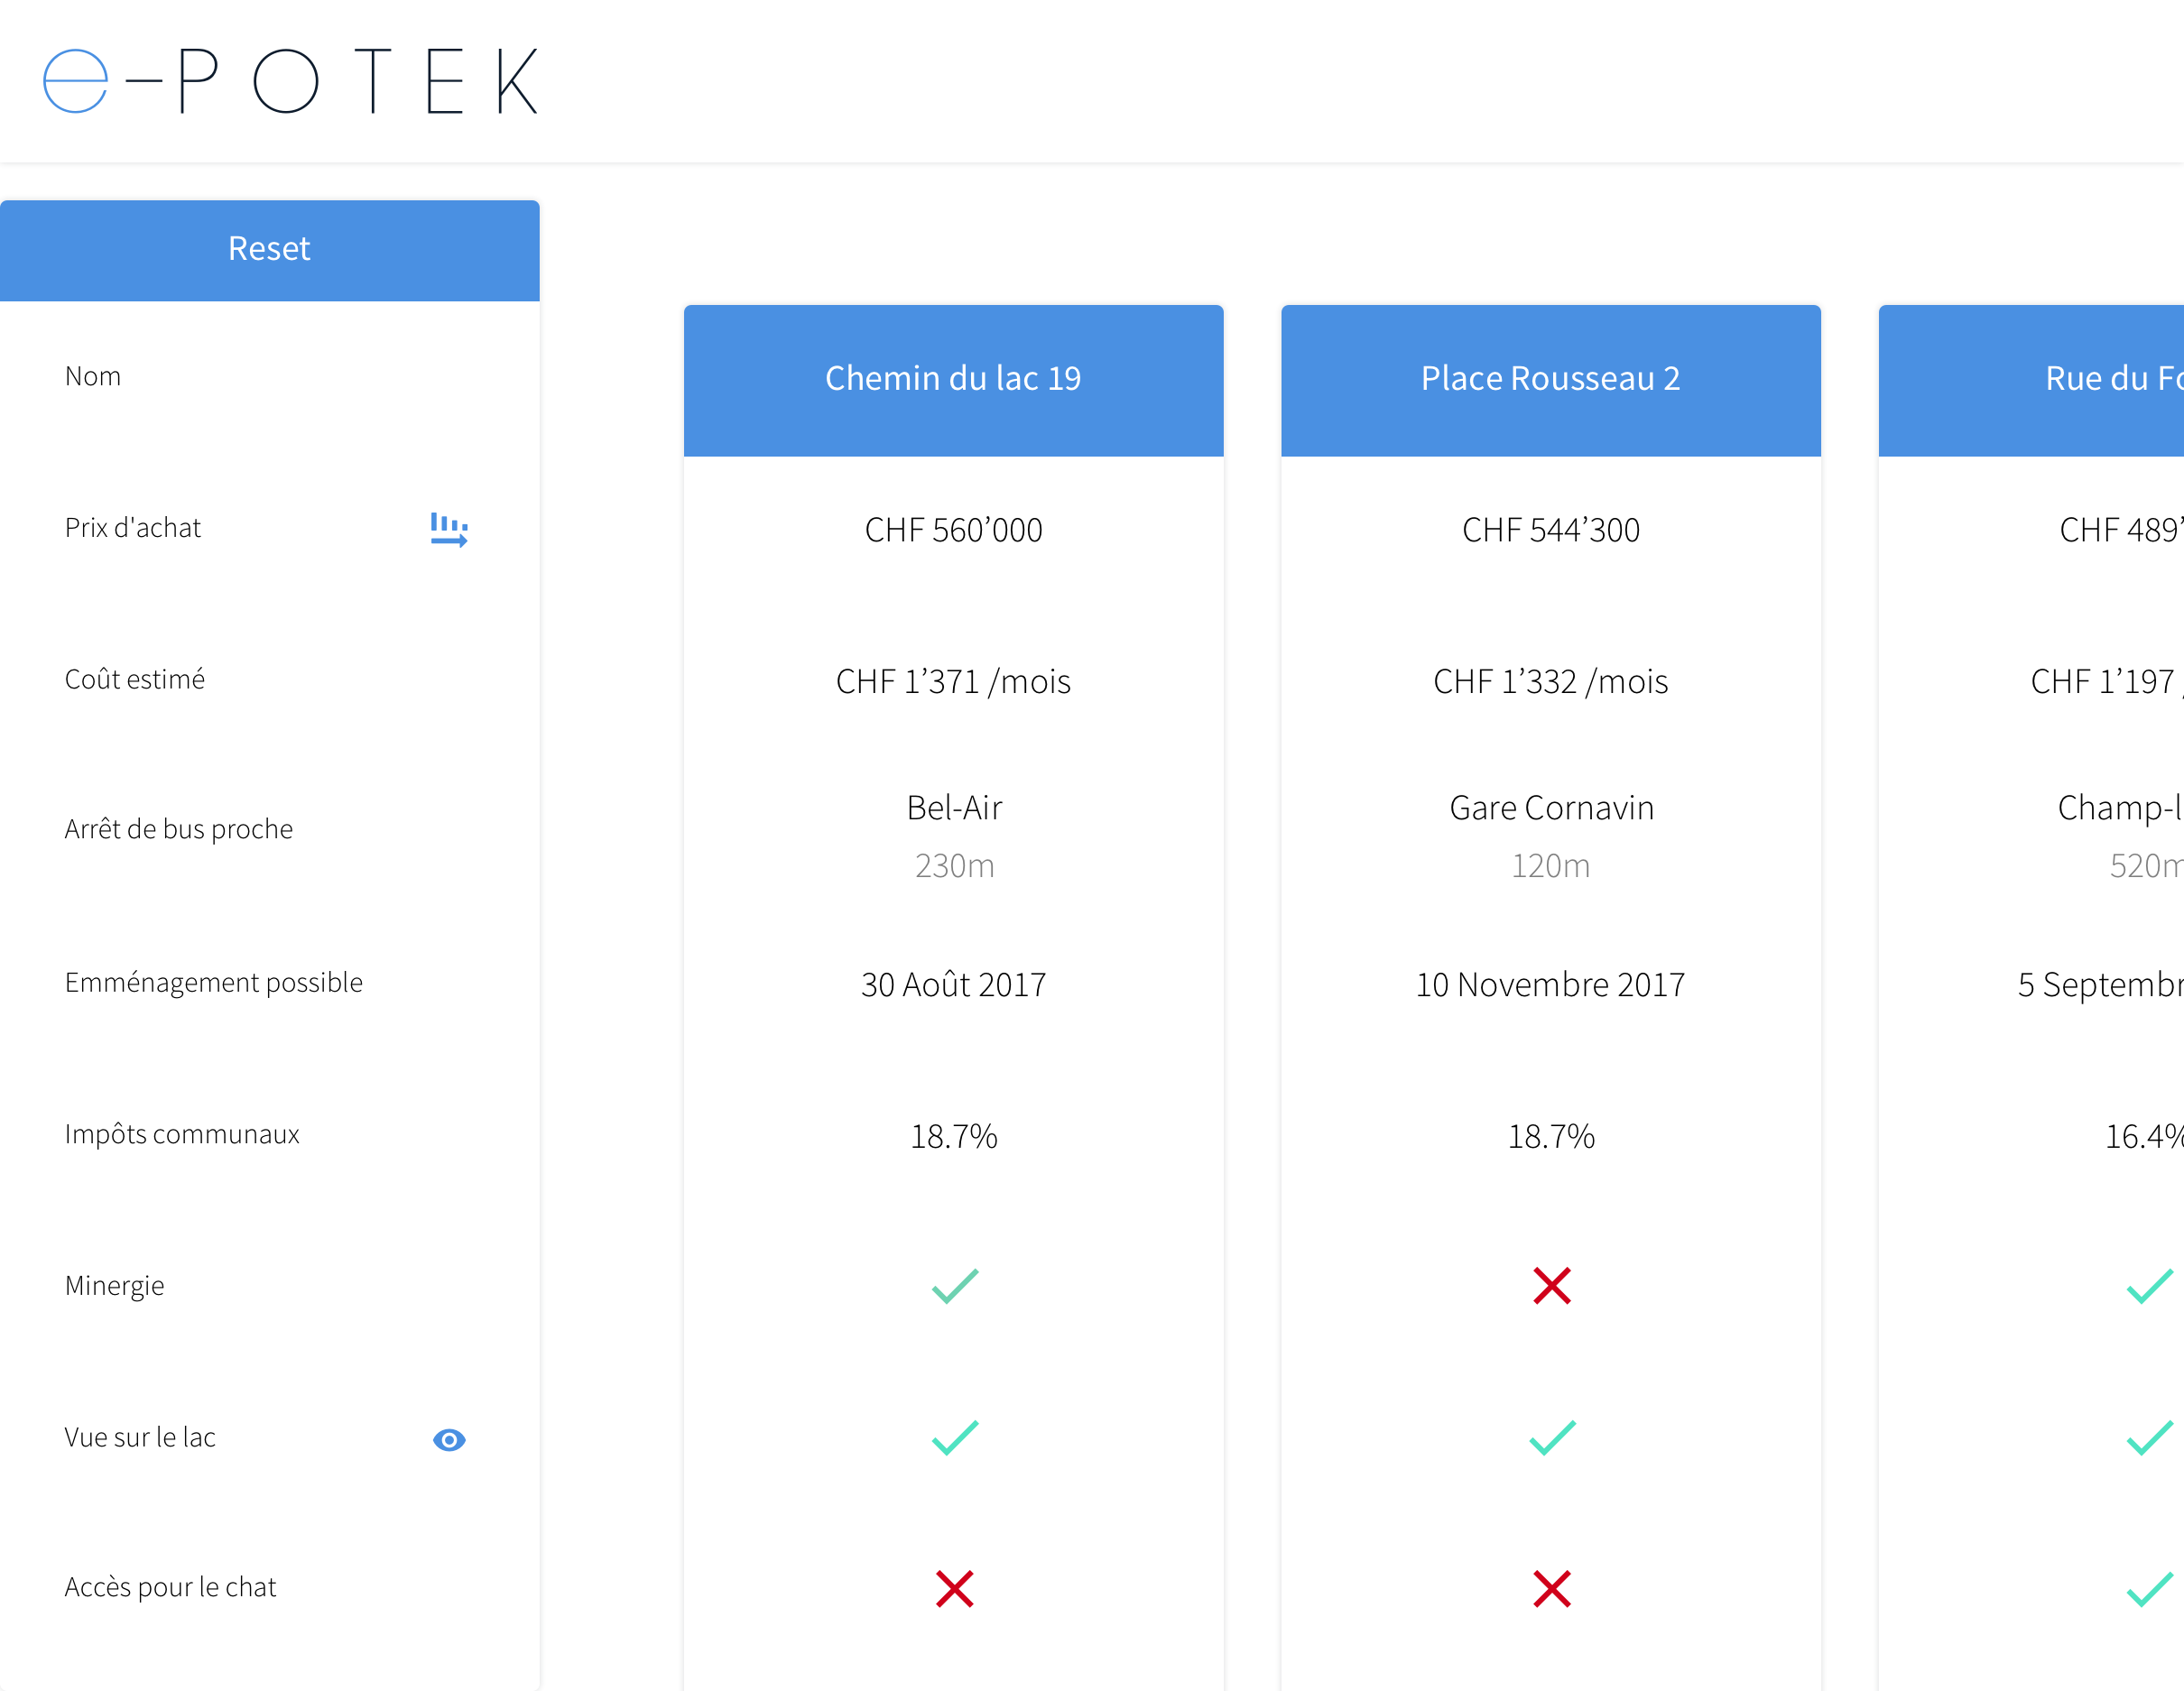 e-POTEK
Reset
Nom
Chemin du lac 19
Place Rousseau 2
Rue du
Prix d'achat
CHF 560’000
CHF 544’300
CHF 489’
Coût estimé
CHF 1’371 /mois
CHF 1’332 /mois
CHF 1’197
Arrêt de bus proche
Bel-Air
230m
Gare Cornavin
120m
520m
Emménagement possible
30 Août 2017
10 Novembre 2017
5
Impôts communaux
18.7%
18.7%
16.4%
Minergie
Vue sur le lac
Accès pour le chat